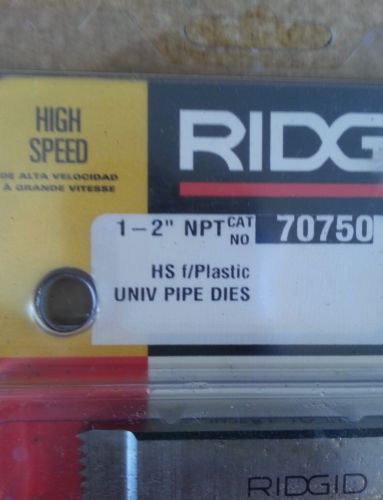 HIGH
SPEED
DE ALTA VELOCIDAD
À GRANDE VITESSE
RIDG
1-2" NPT CAT NO 70750
HS f/Plastic
UNIV PIPE DIES
RIDGID